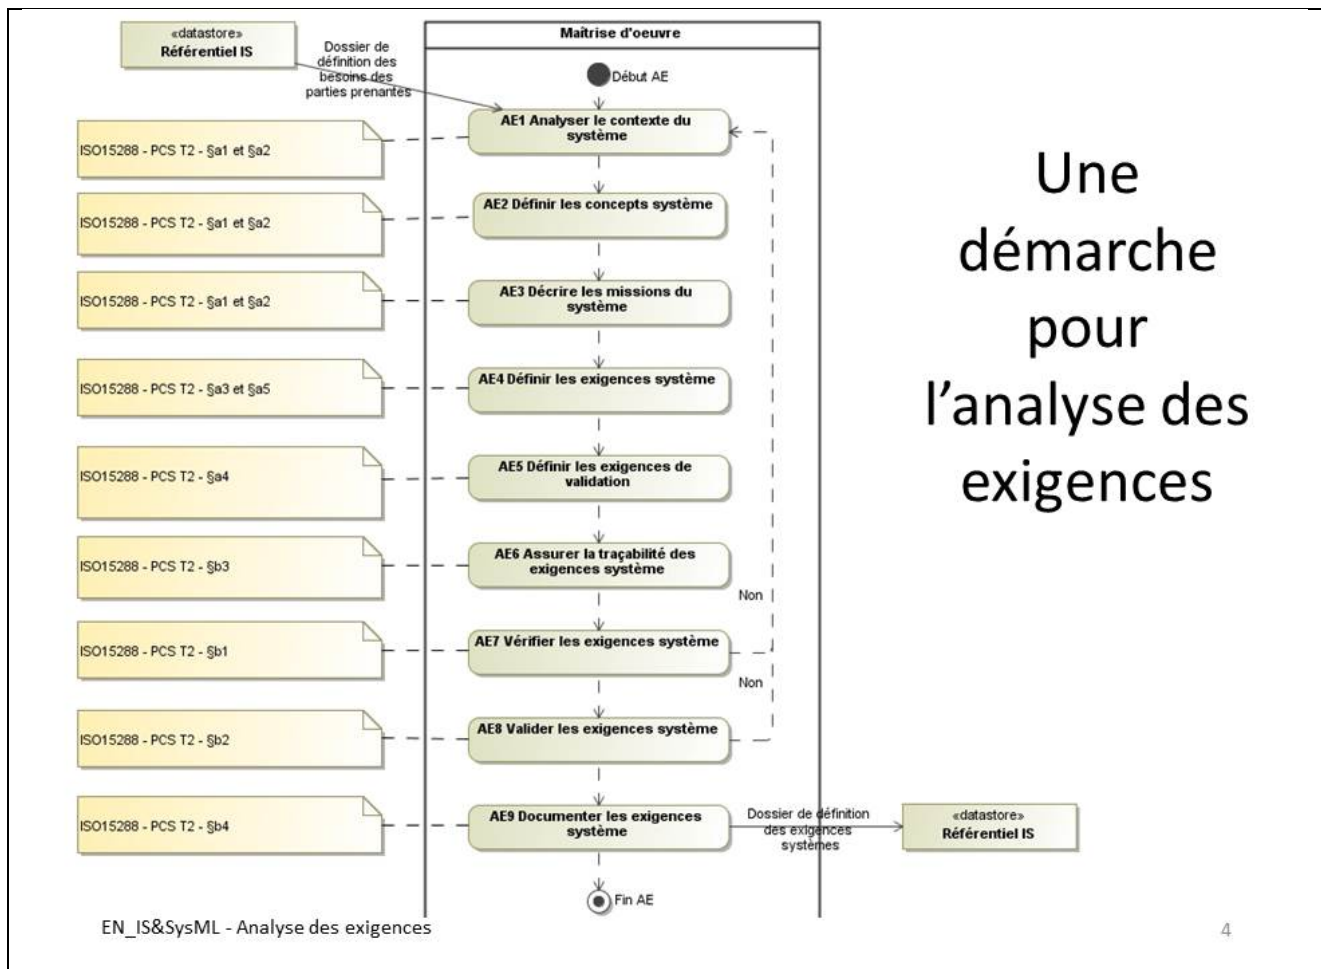 «datastore»
Référentiel IS
Dossier de
définition des
besoins des
parties prenantes
Maîtrise d'oeuvre
Début AE
AE1 Analyser le contexte du
système
ISO15288 - PCS T2 - §a1 et §a2
AE2 Définir les concepts système
ISO15288 - PCS T2 - §a1 et §a2
AE3 Décrire les missions du
système
ISO15288 - PCS T2 - §a1 et §a2
AE4 Définir les exigences système
ISO15288 - PCS T2 - §a3 et §a5
AE5 Définir les exigences de
validation
ISO15288 - PCS T2 - §a4
AE6 Assurer la traçabilité des
exigences système
ISO15288 - PCS T2 - §b3
Non
AE7 Vérifier les exigences système
ISO15288 - PCS T2 - §b1
Non
AE8 Valider les exigences système
ISO15288 - PCS T2 - §b2
AE9 Documenter les exigences
système
ISO15288 - PCS T2 - §b4
Dossier de définition
des exigences
systèmes
«datastore»
Référentiel IS
Fin AE
Une
démarche
pour
l’analyse des
exigences
EN_IS&SysML - Analyse des exigences
4